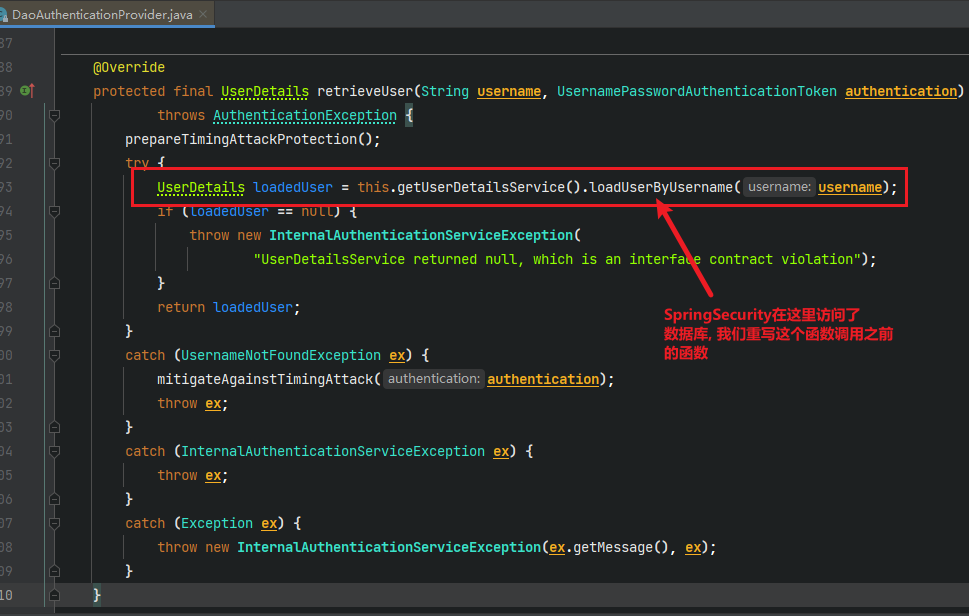 DaoAuthenticationProvider.java
87
88 @Override
89 protected final UserDetails retrieveUser(String username, UsernamePasswordAuthenticationToken authentication)
90 throws AuthenticationException {
91 prepareTimingAttackProtection();
92 try {
93 UserDetails loadedUser = this.getUserDetailsService().loadUserByUsername( username: username);
94 if (loadedUser == null) {
95 throw new InternalAuthenticationServiceException(
96 "UserDetailsService returned null, which is an interface contract violation");
97 }
98 return loadedUser;
99 }
00 catch (UsernameNotFoundException ex) {
01 mitigateAgainstTimingAttack( authentication: authentication);
02 throw ex;
03 }
04 catch (InternalAuthenticationServiceException ex) {
05 throw ex;
06 }
07 catch (Exception ex) {
08 throw new InternalAuthenticationServiceException(ex.getMessage(), ex);
09 }
10 }
SpringSecurity在这里访问了
数据库, 我们重写这个函数调用之前
的函数